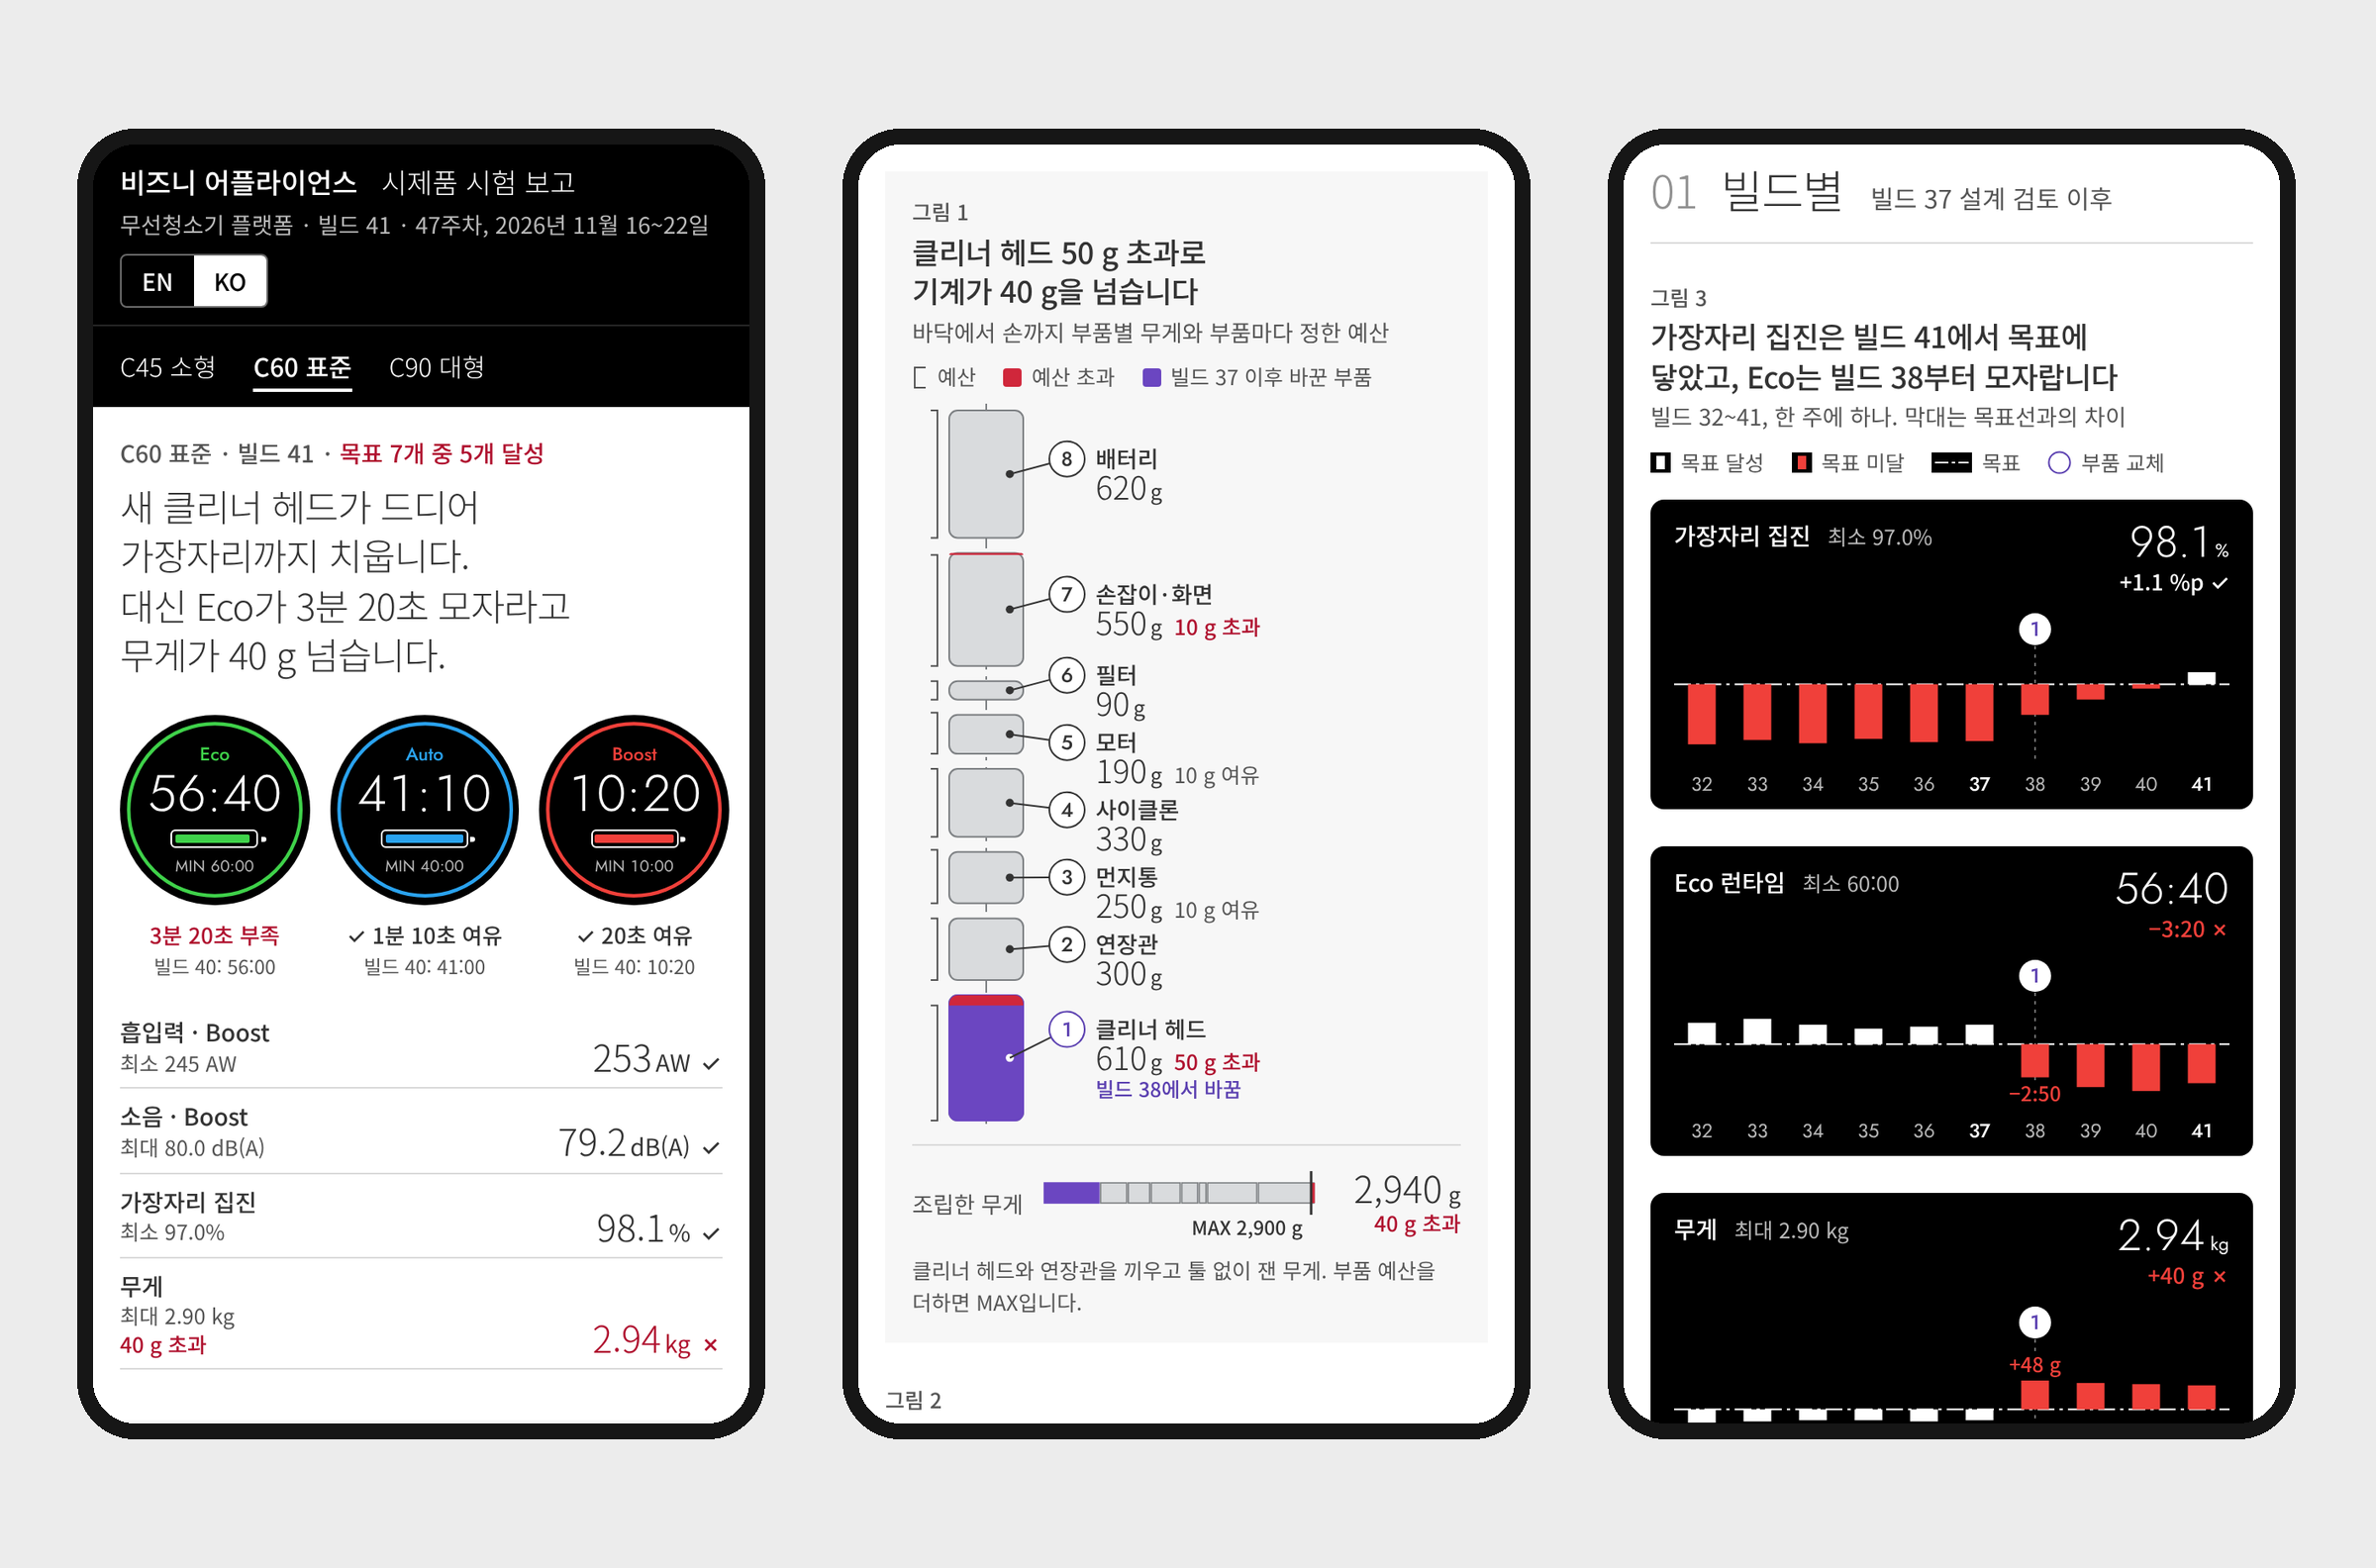 비즈니 어플라이언스 시제품 시험 보고
무선청소기 플랫폼 · 빌드 41 · 47주차, 2026년 11월 16~22일
EN KO
C45 소형 C60 표준 C90 대형
C60 표준 · 빌드 41 · 목표 7개 중 5개 달성
새 클리너 헤드가 드디어
가장자리까지 치웁니다.
대신 Eco가 3분 20초 모자라고
무게가 40 g 넘습니다.
Eco
56:40
MIN 60:00
3분 20초 부족
빌드 40: 56:00
Auto
41:10
MIN 40:00
✓ 1분 10초 여유
빌드 40: 41:00
Boost
10:20
MIN 10:00
✓ 20초 여유
빌드 40: 10:20
흡입력 · Boost
최소 245 AW
253 AW ✓
소음 · Boost
최대 80.0 dB(A)
79.2 dB(A) ✓
가장자리 집진
최소 97.0%
98.1 % ✓
무게
최대 2.90 kg
40 g 초과
2.94 kg ×
그림 1
클리너 헤드 50 g 초과로
기계가 40 g을 넘습니다
바닥에서 손까지 부품별 무게와 부품마다 정한 예산
예산 예산 초과 빌드 37 이후 바꾼 부품
8 배터리
620 g
7 손잡이·화면
550 g 10 g 초과
6 필터
90 g
5 모터
190 g 10 g 여유
4 사이클론
330 g
3 먼지통
250 g 10 g 여유
2 연장관
300 g
1 클리너 헤드
610 g 50 g 초과
빌드 38에서 바꿈
조립한 무게
MAX 2,900 g
2,940 g
40 g 초과
클리너 헤드와 연장관을 끼우고 툴 없이 잰 무게. 부품 예산을
더하면 MAX입니다.
그림 2
01 빌드별 빌드 37 설계 검토 이후
그림 3
가장자리 집진은 빌드 41에서 목표에
닿았고, Eco는 빌드 38부터 모자랍니다
빌드 32~41, 한 주에 하나. 막대는 목표선과의 차이
목표 달성 목표 미달 목표 부품 교체
가장자리 집진 최소 97.0%
98.1 %
+1.1 %p ✓
1
32 33 34 35 36 37 38 39 40 41
Eco 런타임 최소 60:00
56:40
−3:20 ×
1
−2:50
32 33 34 35 36 37 38 39 40 41
무게 최대 2.90 kg
2.94 kg
+40 g ×
1
+48 g